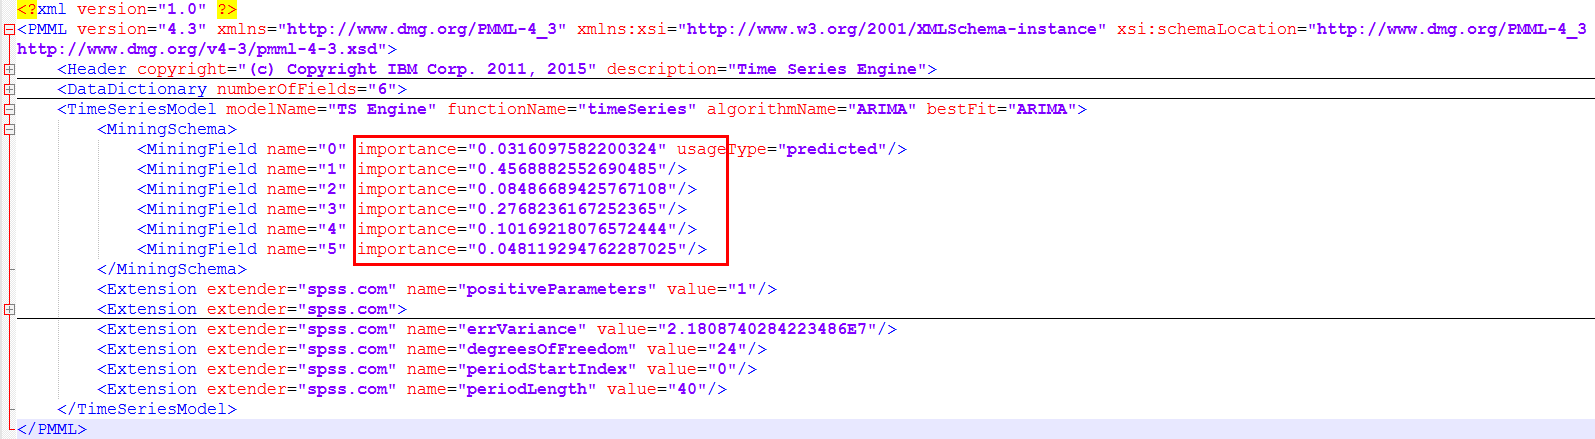 <?xml version="1.0" ?>
<PMML version="4.3" xmlns="http://www.dmg.org/PMML-4_3" xmlns:xsi="http://www.w3.org/2001/XMLSchema-instance" xsi:schemaLocation="http://www.dmg.org/PMML-4_3
http://www.dmg.org/v4-3/pmml-4-3.xsd">
<Header copyright="(c) Copyright IBM Corp. 2011, 2015" description="Time Series Engine">
<DataDictionary numberOfFields="6">
<TimeSeriesModel modelName="TS Engine" functionName="timeSeries" algorithmName="ARIMA" bestFit="ARIMA">
<MiningSchema>
<MiningField name="0" importance="0.0316097582200324" usageType="predicted"/>
<MiningField name="1" importance="0.4568882552690485"/>
<MiningField name="2" importance="0.08486689425767108"/>
<MiningField name="3" importance="0.2768236167252365"/>
<MiningField name="4" importance="0.10169218076572444"/>
<MiningField name="5" importance="0.048119294762287025"/>
</MiningSchema>
<Extension extender="spss.com" name="positiveParameters" value="1"/>
<Extension extender="spss.com">
<Extension extender="spss.com" name="errVariance" value="2.1808740284223486E7"/>
<Extension extender="spss.com" name="degreesOfFreedom" value="24"/>
<Extension extender="spss.com" name="periodStartIndex" value="0"/>
<Extension extender="spss.com" name="periodLength" value="40"/>
</TimeSeriesModel>
</PMML>